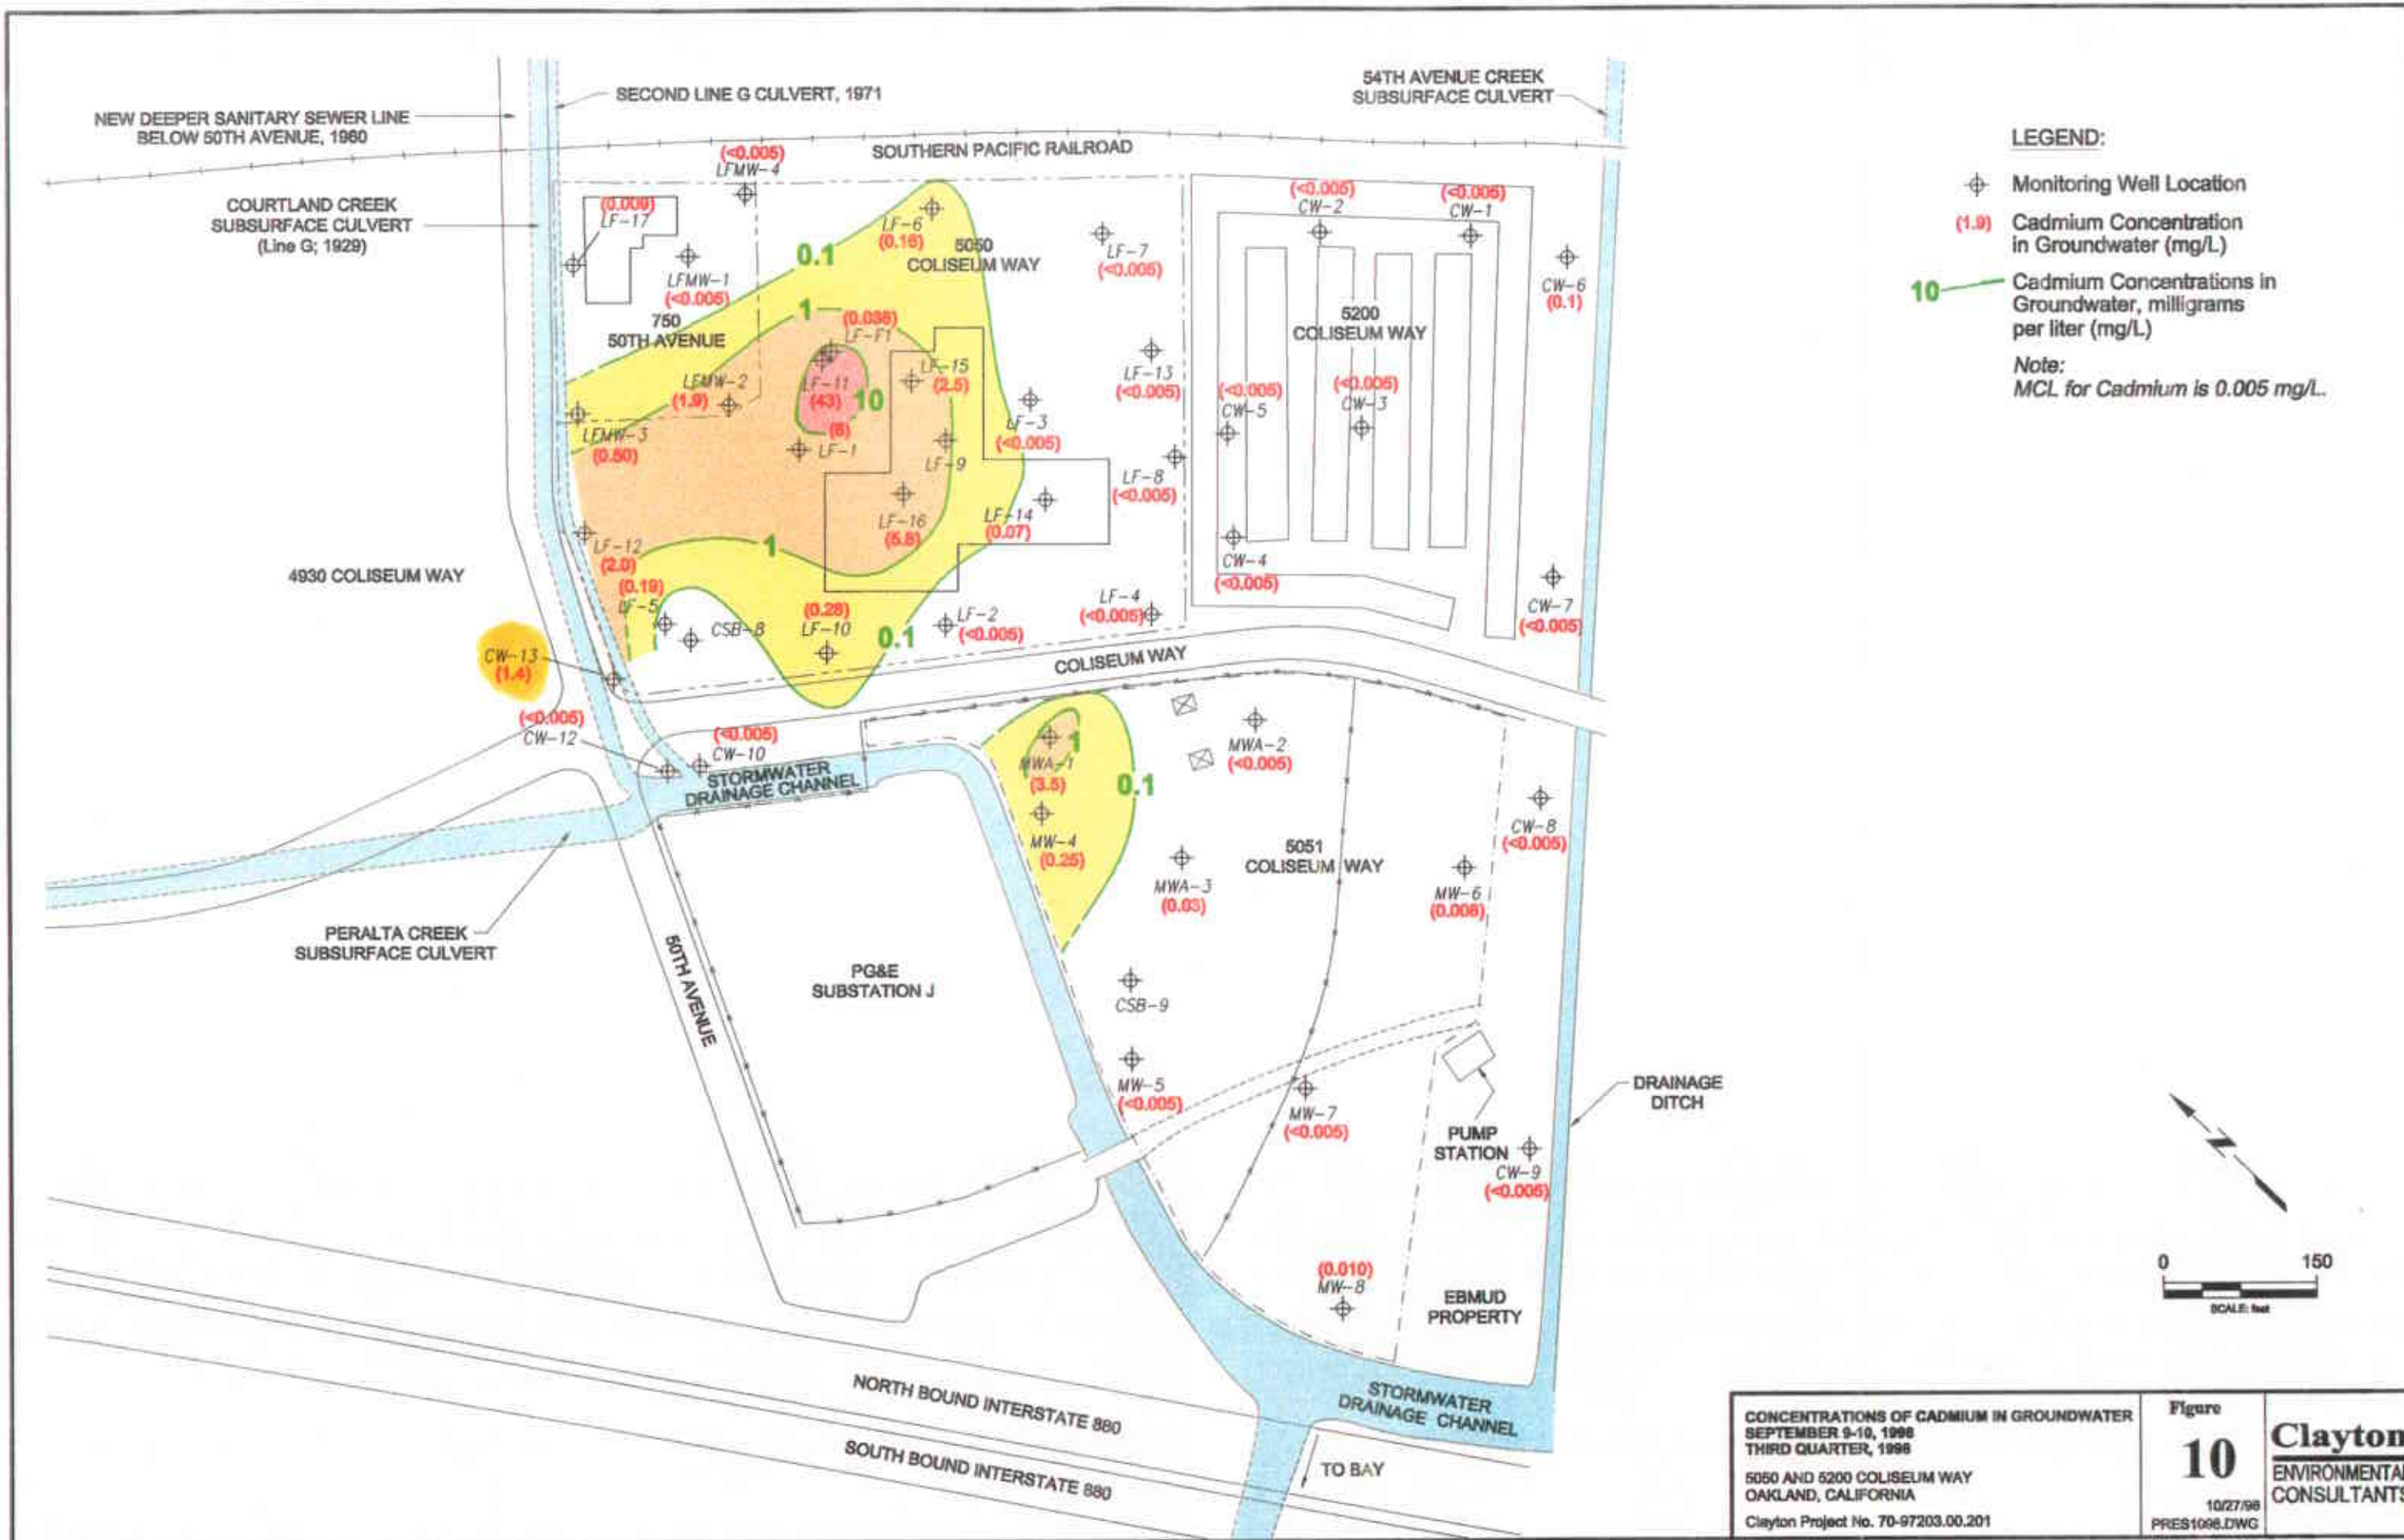 54TH AVENUE CREEK
SUBSURFACE CULVERT
SECOND LINE G CULVERT, 1971
NEW DEEPER SANITARY SEWER LINE
BELOW 50TH AVENUE, 1960
SOUTHERN PACIFIC RAILROAD
COURTLAND CREEK
SUBSURFACE CULVERT
(Line G; 1929)
(<0.005)
LFMW-4
(0.009)
LF-17
LFMW-1
(<0.005)
750
50TH AVENUE
0.1
LF-6
(0.16)
5050
COLISEUM WAY
LF-7
(<0.005)
(<0.005)
CW-2
(<0.005)
CW-1
CW-6
(0.1)
5200
COLISEUM WAY
1
LF-F1
LF-11
(43)
10
LF-15
(2.5)
LFMW-2
(1.9)
LFMW-3
(0.50)
(6)
LF-1
LF-9
LF-3
(<0.005)
LF-13
(<0.005)
(<0.005)
CW-5
(<0.005)
CW-3
LF-8
(<0.005)
LF-16
LF-14
(0.07)
LF-12
(2.0)
1
CW-4
(<0.005)
4930 COLISEUM WAY
(0.19)
LF-5
CSB-8
(0.28)
LF-10
0.1
LF-2
(<0.005)
LF-4
(<0.005)
CW-7
(<0.005)
CW-13
(1.4)
COLISEUM WAY
(<0.005)
CW-12
(<0.005)
CW-10
STORMWATER
DRAINAGE CHANNEL
1
MWA-1
(3.5)
0.1
MWA-2
(<0.005)
MW-4
(0.25)
5051
COLISEUM WAY
CW-8
(<0.005)
MWA-3
(0.03)
MW-6
PERALTA CREEK
SUBSURFACE CULVERT
50TH AVENUE
PG&E
SUBSTATION J
CSB-9
MW-5
(<0.005)
MW-7
(<0.005)
PUMP
STATION
DRAINAGE
DITCH
CW-9
(<0.005)
(0.010)
MW-8
EBMUD
PROPERTY
NORTH BOUND INTERSTATE 880
SOUTH BOUND INTERSTATE 880
STORMWATER
DRAINAGE CHANNEL
TO BAY
LEGEND:
Monitoring Well Location
(1.9) Cadmium Concentration
in Groundwater (mg/L)
10 Cadmium Concentrations in
Groundwater, milligrams
per liter (mg/L)
Note:
MCL for Cadmium is 0.005 mg/L.
N
0 150
SCALE: feet
CONCENTRATIONS OF CADMIUM IN GROUNDWATER
SEPTEMBER 9-10, 1998
THIRD QUARTER, 1998
5050 AND 5200 COLISEUM WAY
OAKLAND, CALIFORNIA
Clayton Project No. 70-97203.00.201
Figure
10
10/27/98
PRES1098.DWG
Clayton
ENVIRONMENTAL
CONSULTANTS